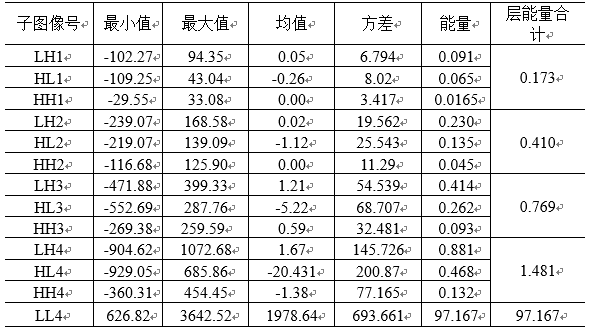 子图像号 最小值 最大值 均值 方差 能量 层能量合计
LH1 -102.27 94.35 0.05 6.794 0.091 0.173
HL1 -109.25 43.04 -0.26 8.02 0.065
HH1 -29.55 33.08 0.00 3.417 0.0165
LH2 -239.07 168.58 0.02 19.562 0.230 0.410
HL2 -219.07 139.09 -1.12 25.543 0.135
HH2 -116.68 125.90 0.00 11.29 0.045
LH3 -471.88 399.33 1.21 54.539 0.414 0.769
HL3 -552.69 287.76 -5.22 68.707 0.262
HH3 -269.38 259.59 0.59 32.481 0.093
LH4 -904.62 1072.68 1.67 145.726 0.881 1.481
HL4 -929.05 685.86 -20.431 200.87 0.468
HH4 -360.31 454.45 -1.38 77.165 0.132
LL4 626.82 3642.52 1978.64 693.661 97.167 97.167